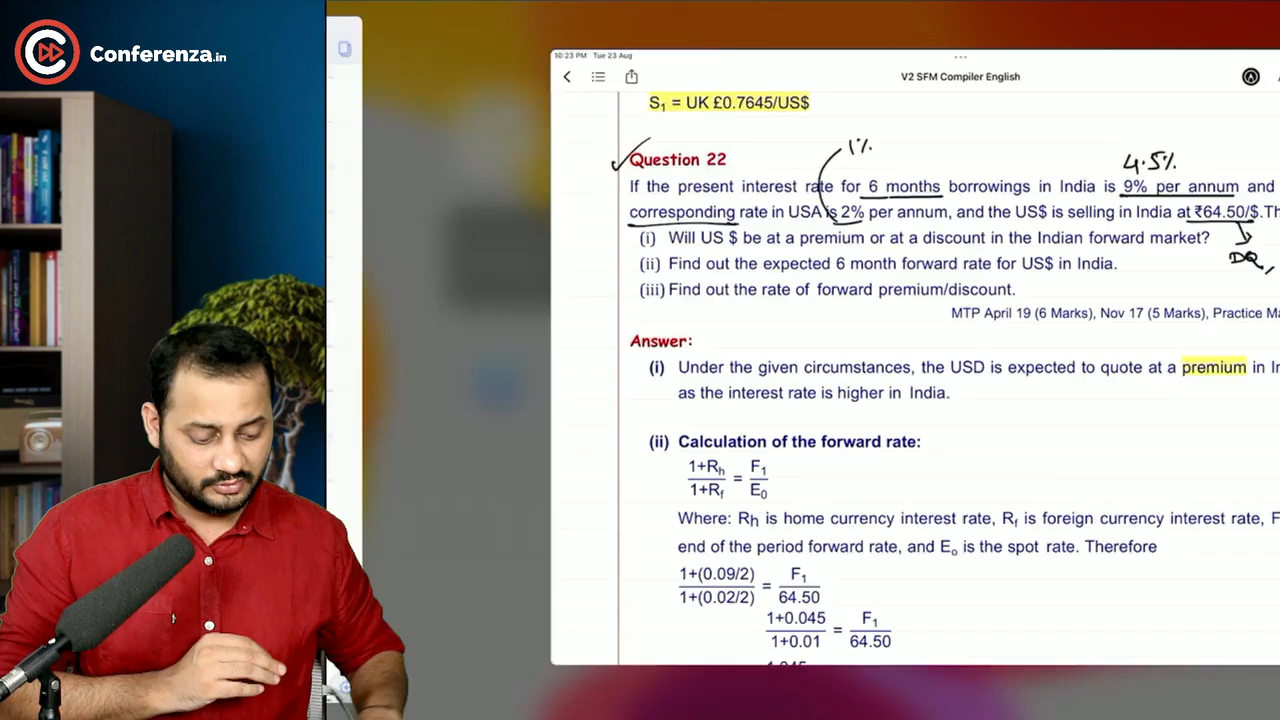 Conferenza.in
10:23 PM Tue 23 Aug
V2 SFM Compiler English
S₁ = UK £0.7645/US$
Question 22
1%
4.5%
If the present interest rate for 6 months borrowings in India is 9% per annum and
corresponding rate in USA is 2% per annum, and the US$ is selling in India at ₹64.50/$.Th
(i) Will US $ be at a premium or at a discount in the Indian forward market?
DQ,
(ii) Find out the expected 6 month forward rate for US$ in India.
(iii) Find out the rate of forward premium/discount.
MTP April 19 (6 Marks), Nov 17 (5 Marks), Practice Ma
Answer:
(i) Under the given circumstances, the USD is expected to quote at a premium in I
as the interest rate is higher in India.
(ii) Calculation of the forward rate:
1+Rₕ/1+R_f = F₁/E₀
Where: Rh is home currency interest rate, R_f is foreign currency interest rate, F
end of the period forward rate, and Eₒ is the spot rate. Therefore
1+(0.09/2)/1+(0.02/2) = F₁/64.50
1+0.045/1+0.01 = F₁/64.50